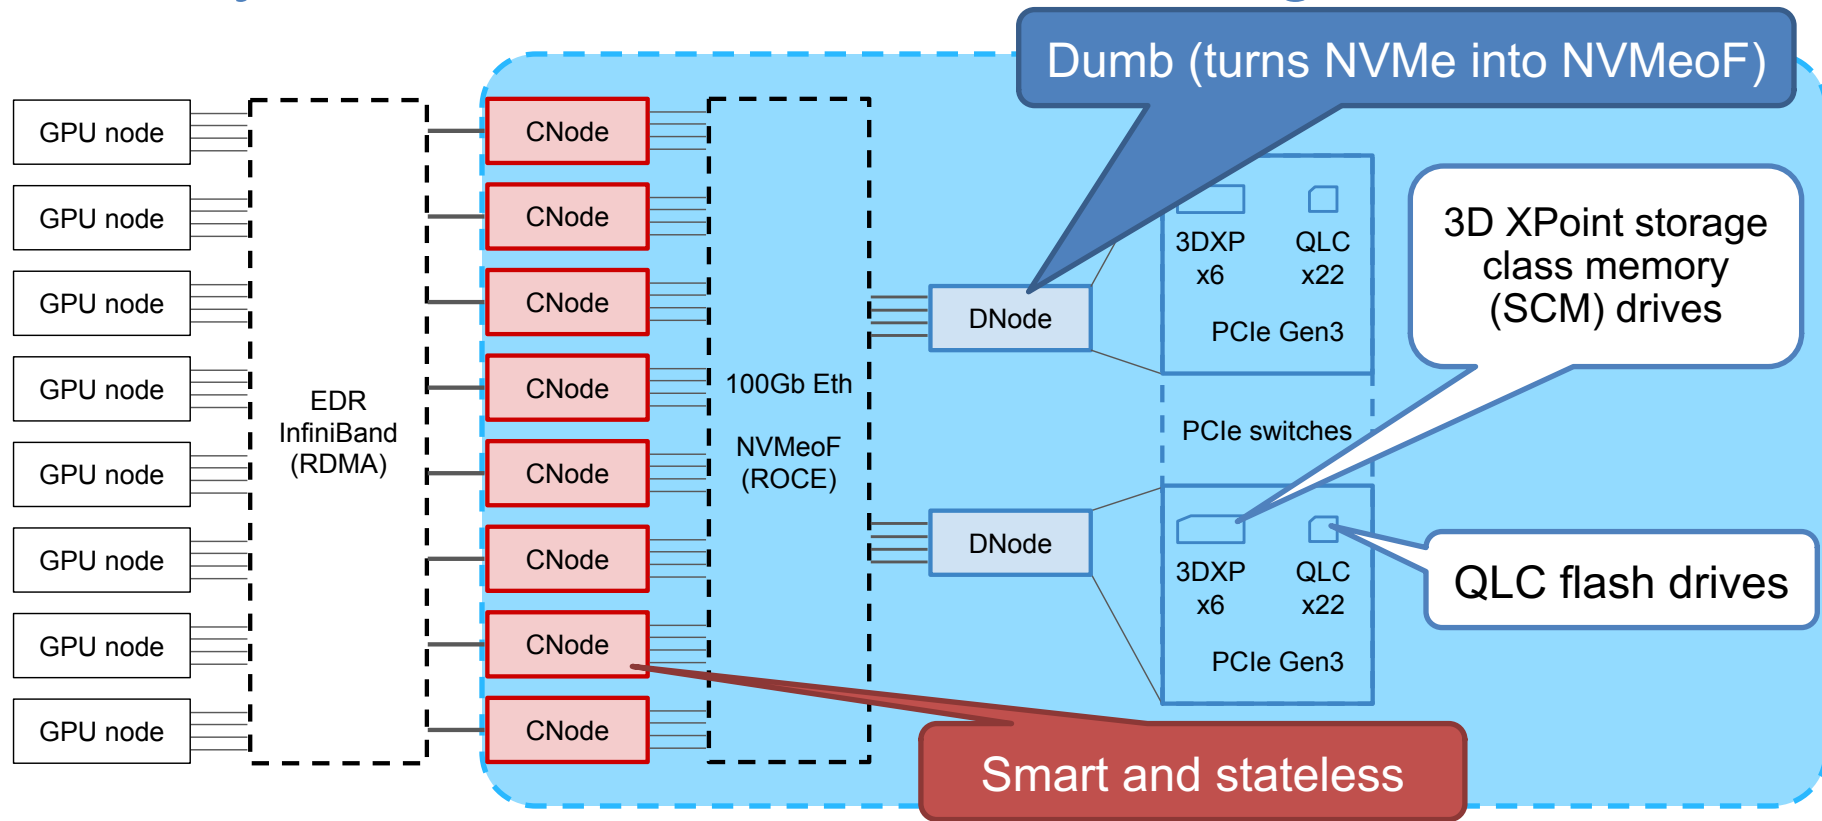 Dumb (turns NVMe into NVMeoF)
GPU node
GPU node
GPU node
GPU node
GPU node
GPU node
GPU node
GPU node
EDR
InfiniBand
(RDMA)
CNode
CNode
CNode
CNode
CNode
CNode
CNode
CNode
100Gb Eth
NVMeoF
(ROCE)
DNode
DNode
3DXP
x6
QLC
x22
PCIe Gen3
PCIe switches
3DXP
x6
QLC
x22
PCIe Gen3
3D XPoint storage
class memory
(SCM) drives
QLC flash drives
Smart and stateless